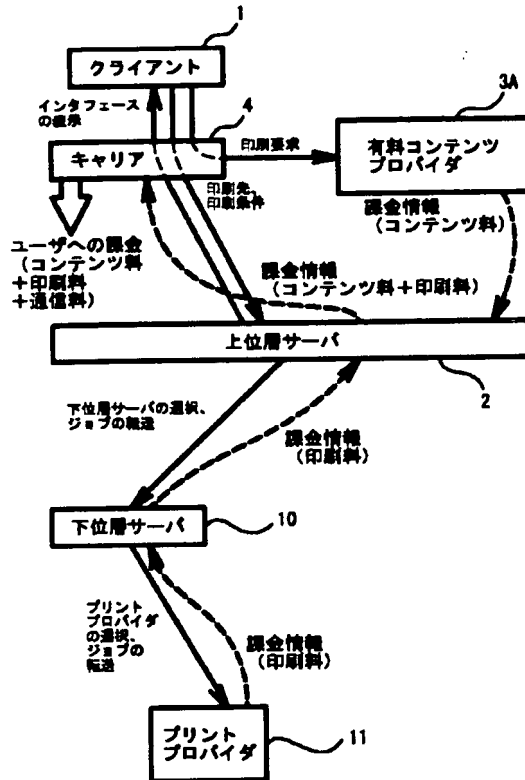 1
クライアント
インタフェース
の提示
4
3A
キャリア
印刷要求
有料コンテンツ
プロバイダ
印刷先、
印刷条件
課金情報
(コンテンツ料)
ユーザへの課金
(コンテンツ料
+印刷料
+通信料)
課金情報
(コンテンツ料+印刷料)
上位層サーバ
2
下位層サーバの選択、
ジョブの転送
課金情報
(印刷料)
下位層サーバ
10
プリント
プロバイダ
の選択、
ジョブの
転送
課金情報
(印刷料)
プリント
プロバイダ
11